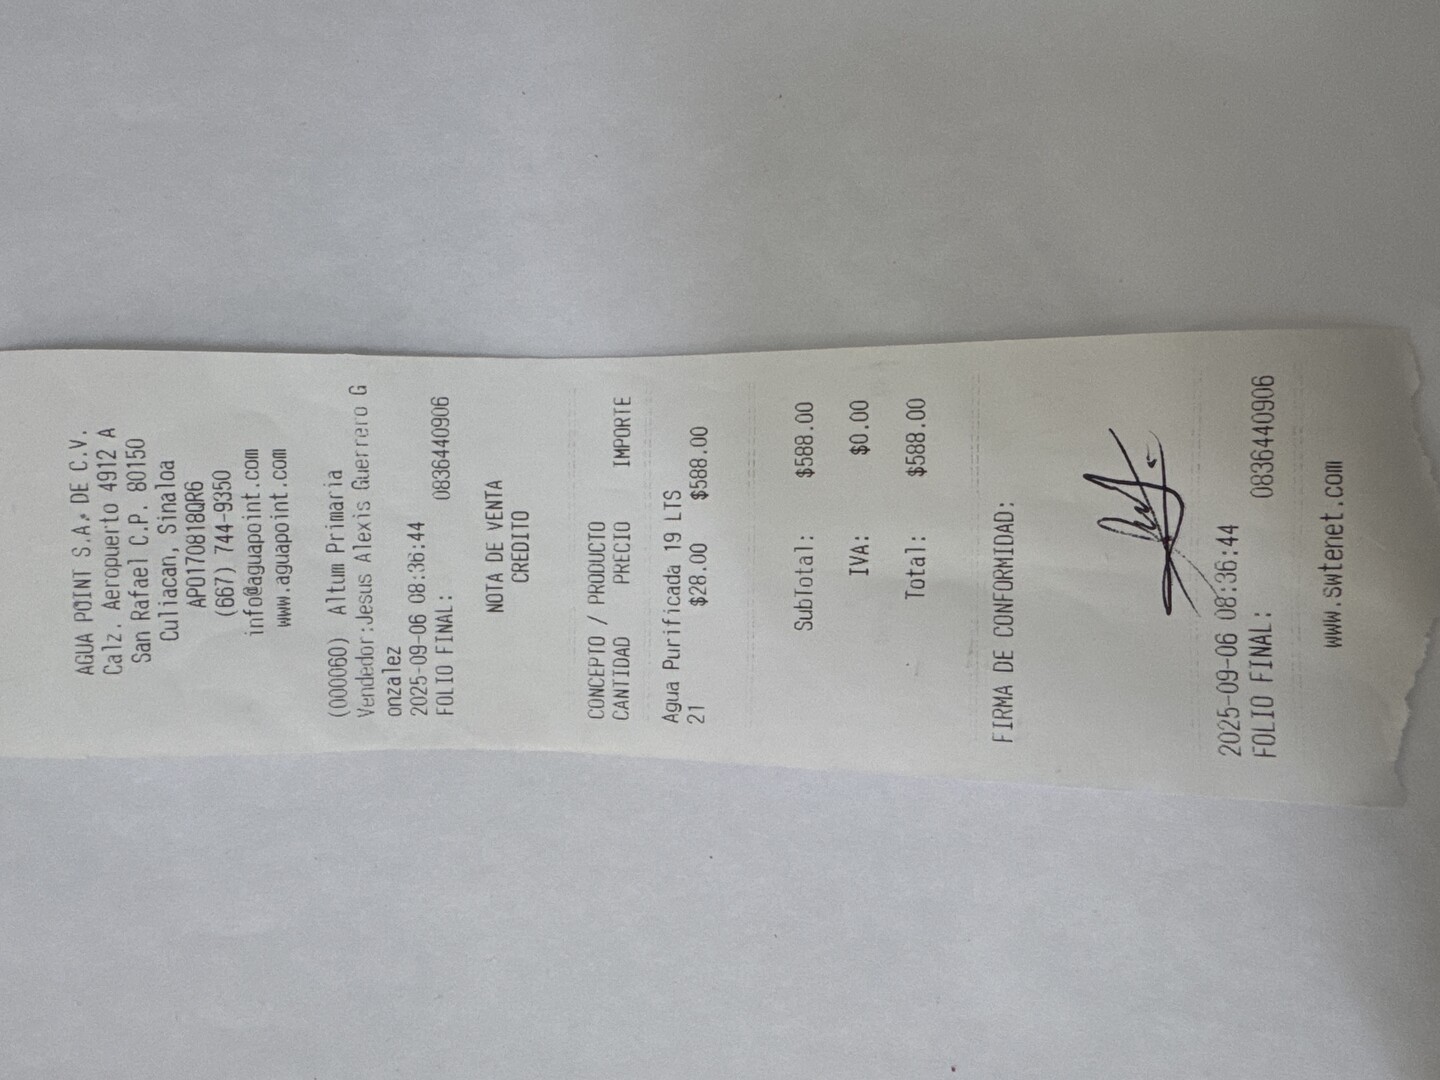 AGUA POINT S.A. DE C.V.
Calz. Aeropuerto 4912 A
San Rafael C.P. 80150
Culiacan, Sinaloa
APO170818QR6
(667) 744-9350
info@aguapoint.com
www.aguapoint.com
(000060) Altum Primaria
Vendedor:Jesus Alexis Guerrero G
onzalez
2025-09-06 08:36:44
FOLIO FINAL: 0836440906
NOTA DE VENTA
CREDITO
CONCEPTO / PRODUCTO
CANTIDAD PRECIO IMPORTE
Agua Purificada 19 LTS
21 $28.00 $588.00
SubTotal: $588.00
IVA: $0.00
Total: $588.00
FIRMA DE CONFORMIDAD:
2025-09-06 08:36:44
FOLIO FINAL: 0836440906
www.swtenet.com